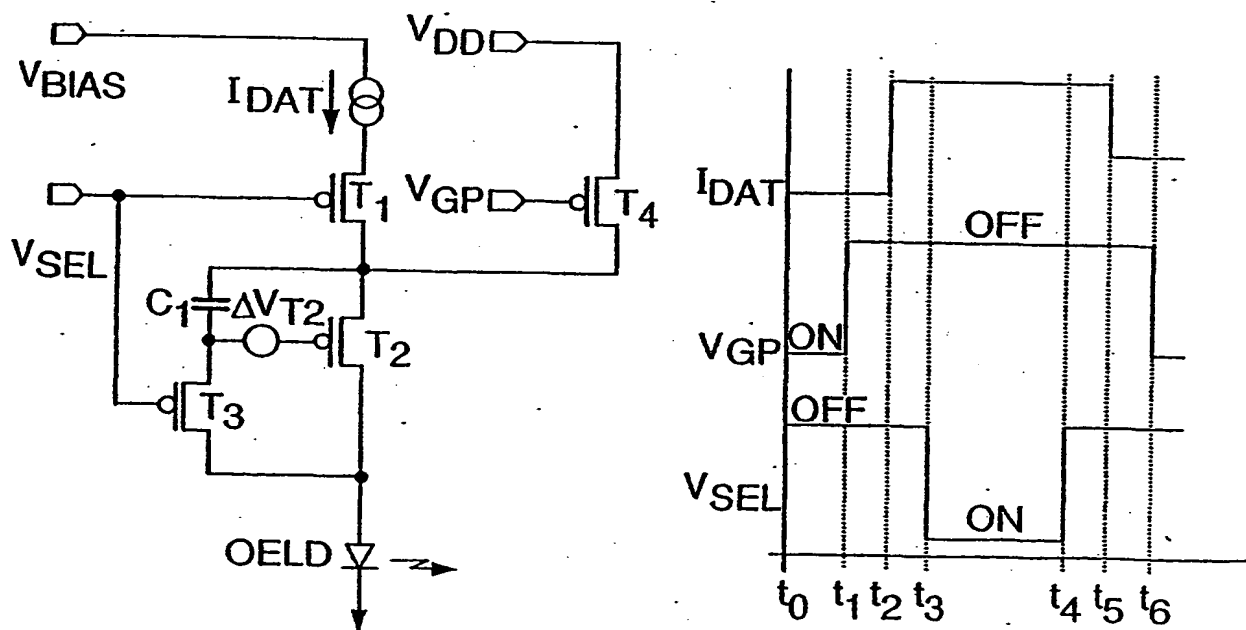 VDD
VBIAS
IDAT
T1
VGP
T4
VSEL
C1
ΔVT2
T2
T3
OELD
IDAT
OFF
VGP
ON
OFF
VSEL
ON
t0 t1 t2 t3 t4 t5 t6